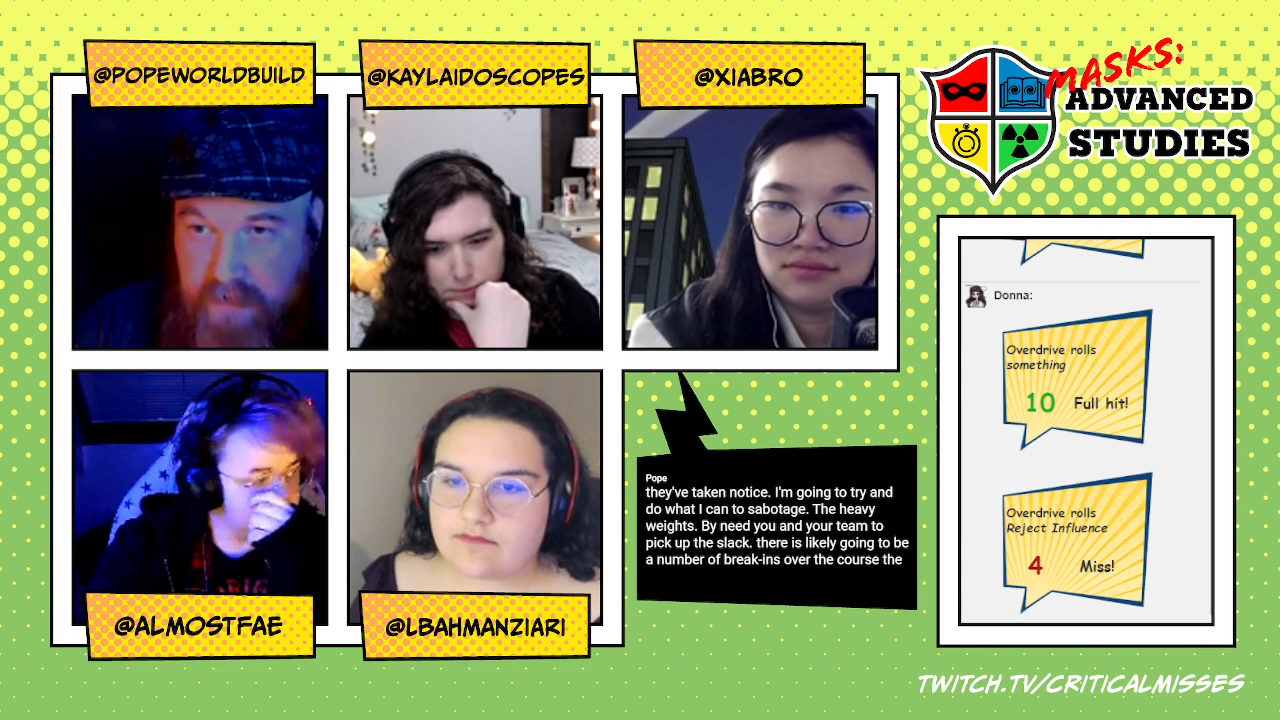 @POPEWORLDBUILD
@KAYLAIDOSCOPES
@XIABRO
MASKS:
ADVANCED
STUDIES
Donna:
Overdrive rolls
something
10 Full hit!
Overdrive rolls
Reject Influence
4 Miss!
Pope
they've taken notice. I'm going to try and
do what I can to sabotage. The heavy
weights. By need you and your team to
pick up the slack. there is likely going to be
a number of break-ins over the course the
@ALMOSTFAE
@LBAHMANZIARI
TWITCH.TV/CRITICALMISSES